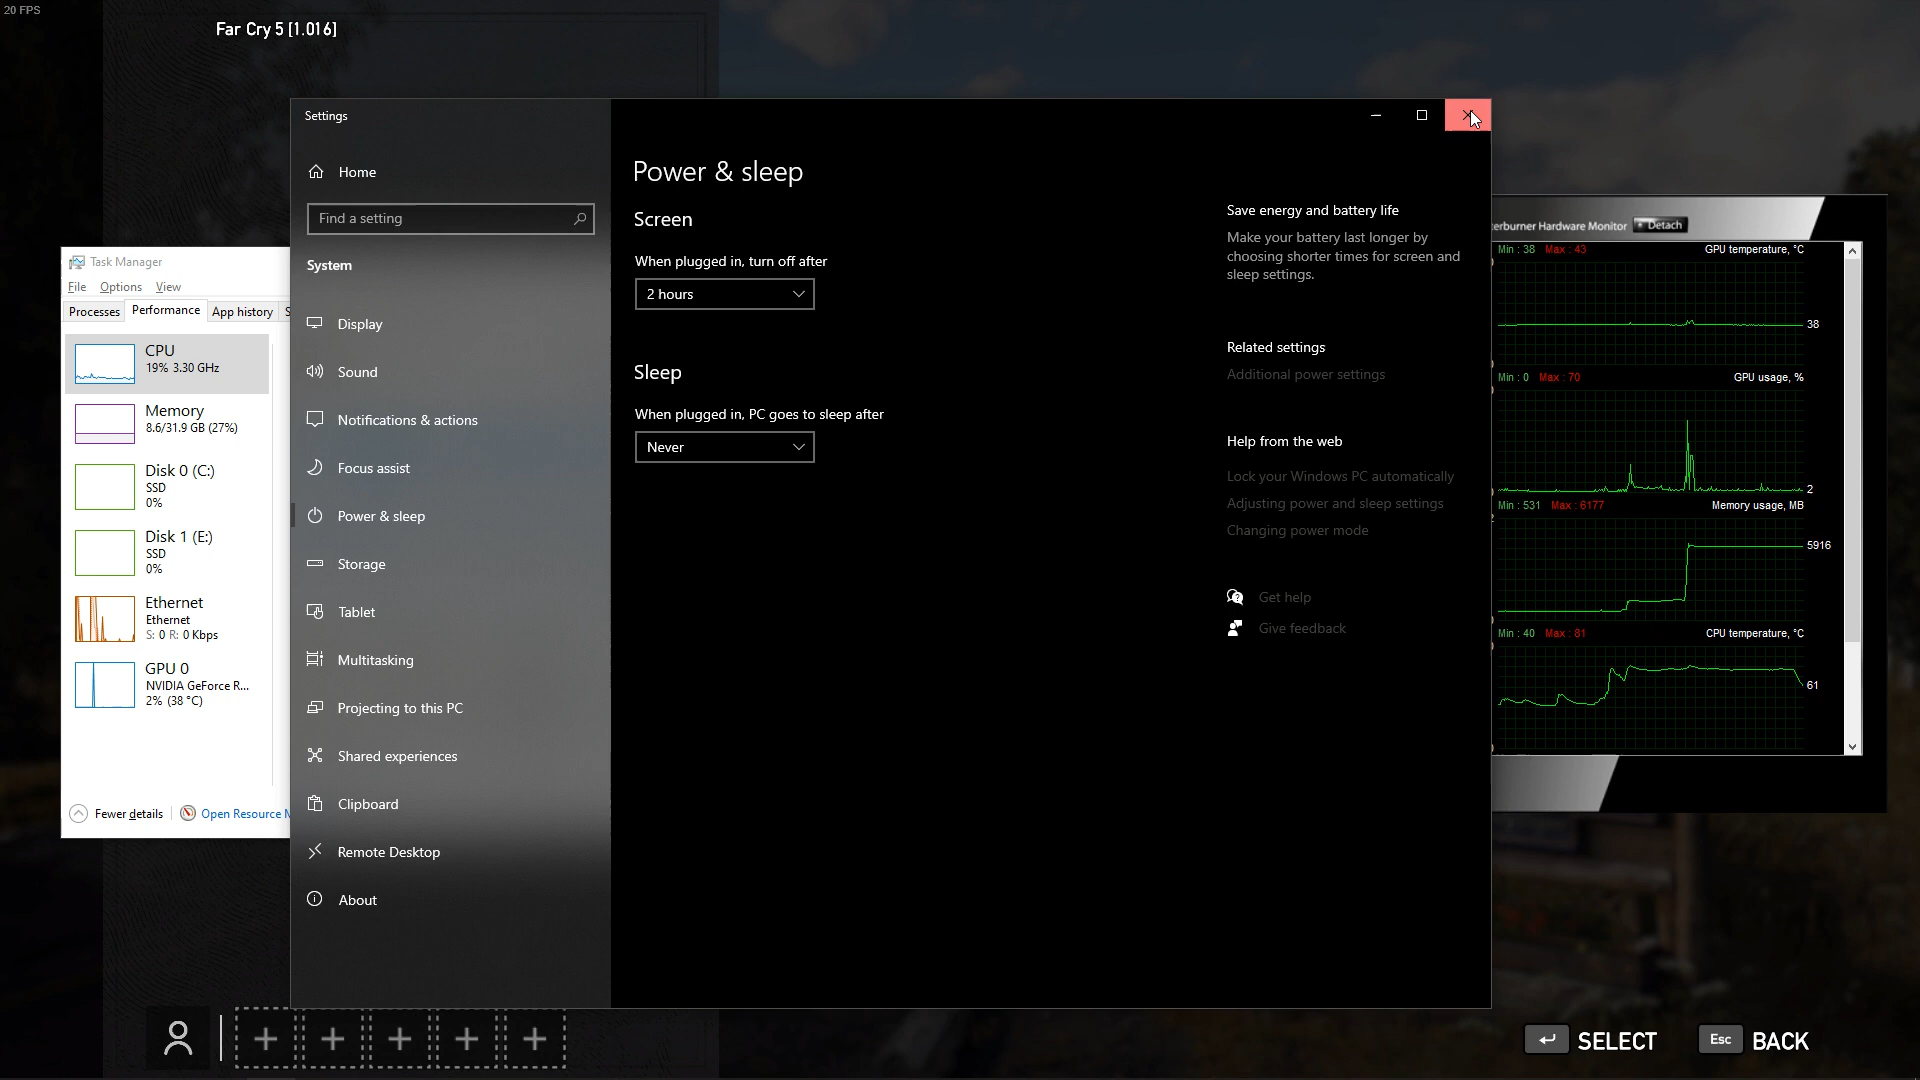 20 FPS
Far Cry 5 [1.016]
Settings
Home
Find a setting
System
Display
Sound
Notifications & actions
Focus assist
Power & sleep
Storage
Tablet
Multitasking
Projecting to this PC
Shared experiences
Clipboard
Remote Desktop
About
Power & sleep
Screen
When plugged in, turn off after
2 hours
Sleep
When plugged in, PC goes to sleep after
Never
Save energy and battery life
Make your battery last longer by
choosing shorter times for screen and
sleep settings.
Related settings
Additional power settings
Help from the web
Lock your Windows PC automatically
Adjusting power and sleep settings
Changing power mode
Get help
Give feedback
Task Manager
File Options View
Processes Performance App history S
CPU
19% 3.30 GHz
Memory
8.6/31.9 GB (27%)
Disk 0 (C:)
SSD
0%
Disk 1 (E:)
SSD
0%
Ethernet
Ethernet
S: 0 R: 0 Kbps
GPU 0
NVIDIA GeForce R...
2% (38 °C)
Fewer details Open Resource M
erburner Hardware Monitor Detach
Min : 38 Max : 43 GPU temperature, °C
38
Min : 0 Max : 70 GPU usage, %
2
Min : 531 Max : 6177 Memory usage, MB
5916
Min : 40 Max : 81 CPU temperature, °C
61
SELECT
Esc BACK